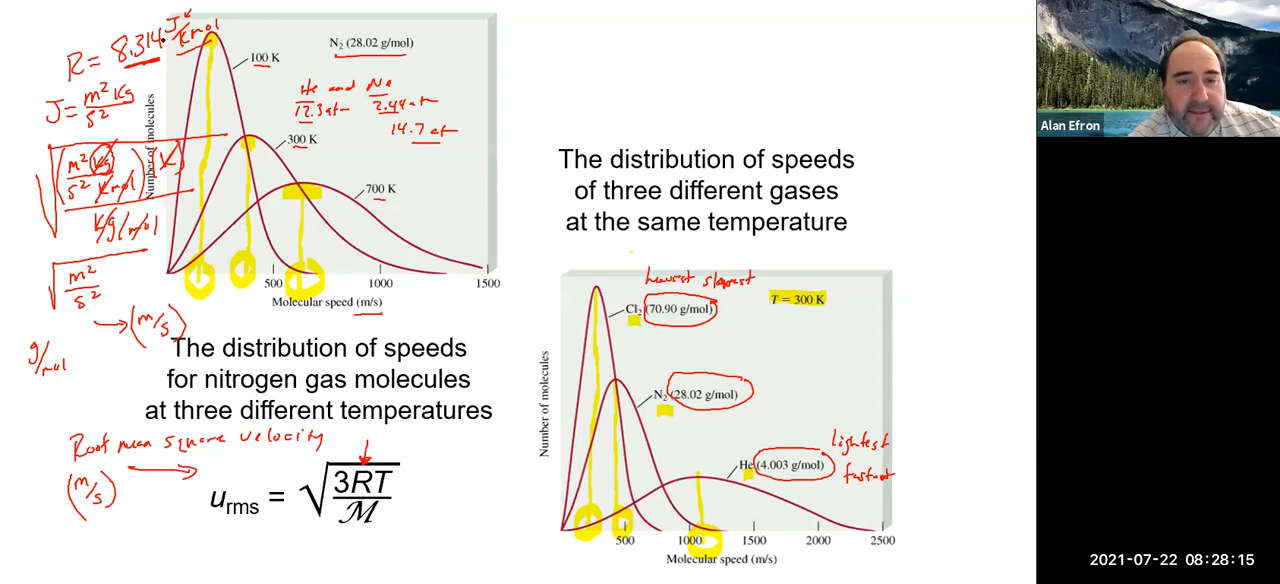 R = 8.314 J/Kmol
J = m² Kg / s²
√ (m² (Kg) / s² Kmol) (K) / Kg/mol
√ m² / s²
→ (m/s)
g/mol
N₂ (28.02 g/mol)
100 K
He and Ne
12.3 at 2.44 at
14.7 at
300 K
700 K
Number of molecules
500 1000 1500
Molecular speed (m/s)
The distribution of speeds
for nitrogen gas molecules
at three different temperatures
Root mean square velocity
(m/s)
u rms = √ 3RT / ℳ
The distribution of speeds
of three different gases
at the same temperature
slowest
T = 300 K
Cl₂ (70.90 g/mol)
N₂ (28.02 g/mol)
He (4.003 g/mol)
lightest
fastest
Number of molecules
500 1000 1500 2000 2500
Molecular speed (m/s)
Alan Efron
2021-07-22 08:28:15